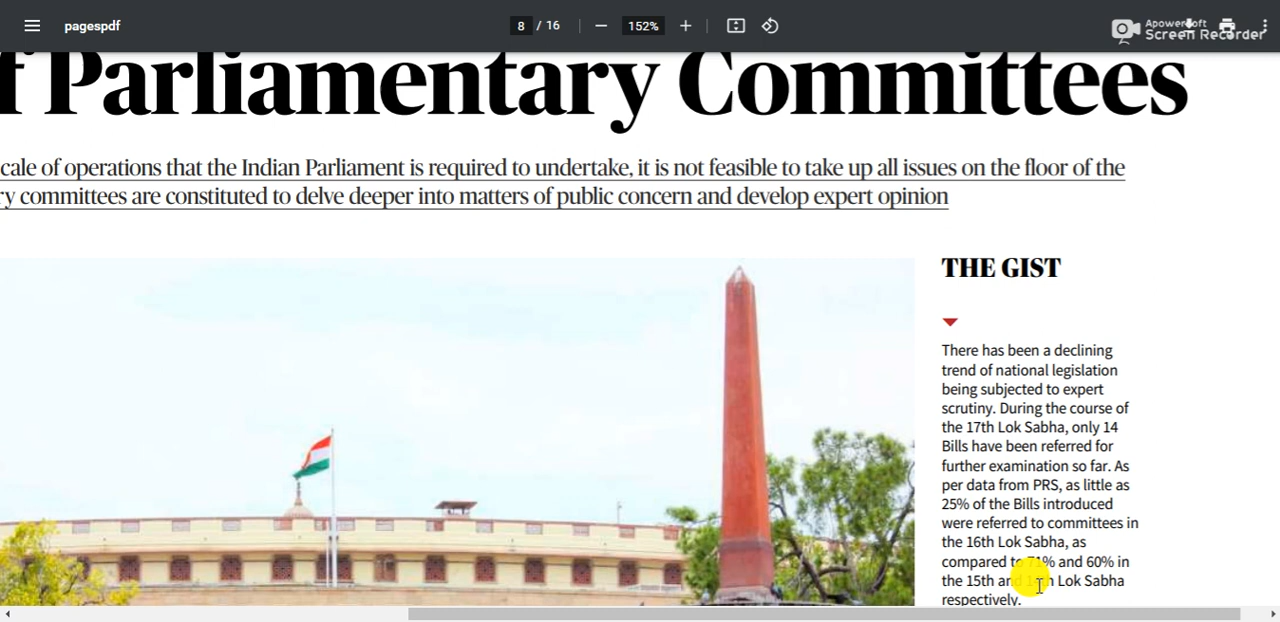 pagespdf
8 / 16
152%
Apowersoft
Screen Recorder
f Parliamentary Committees
cale of operations that the Indian Parliament is required to undertake, it is not feasible to take up all issues on the floor of the
ry committees are constituted to delve deeper into matters of public concern and develop expert opinion
THE GIST
There has been a declining
trend of national legislation
being subjected to expert
scrutiny. During the course of
the 17th Lok Sabha, only 14
Bills have been referred for
further examination so far. As
per data from PRS, as little as
25% of the Bills introduced
were referred to committees in
the 16th Lok Sabha, as
compared to 71% and 60% in
the 15th and 14th Lok Sabha
respectively.